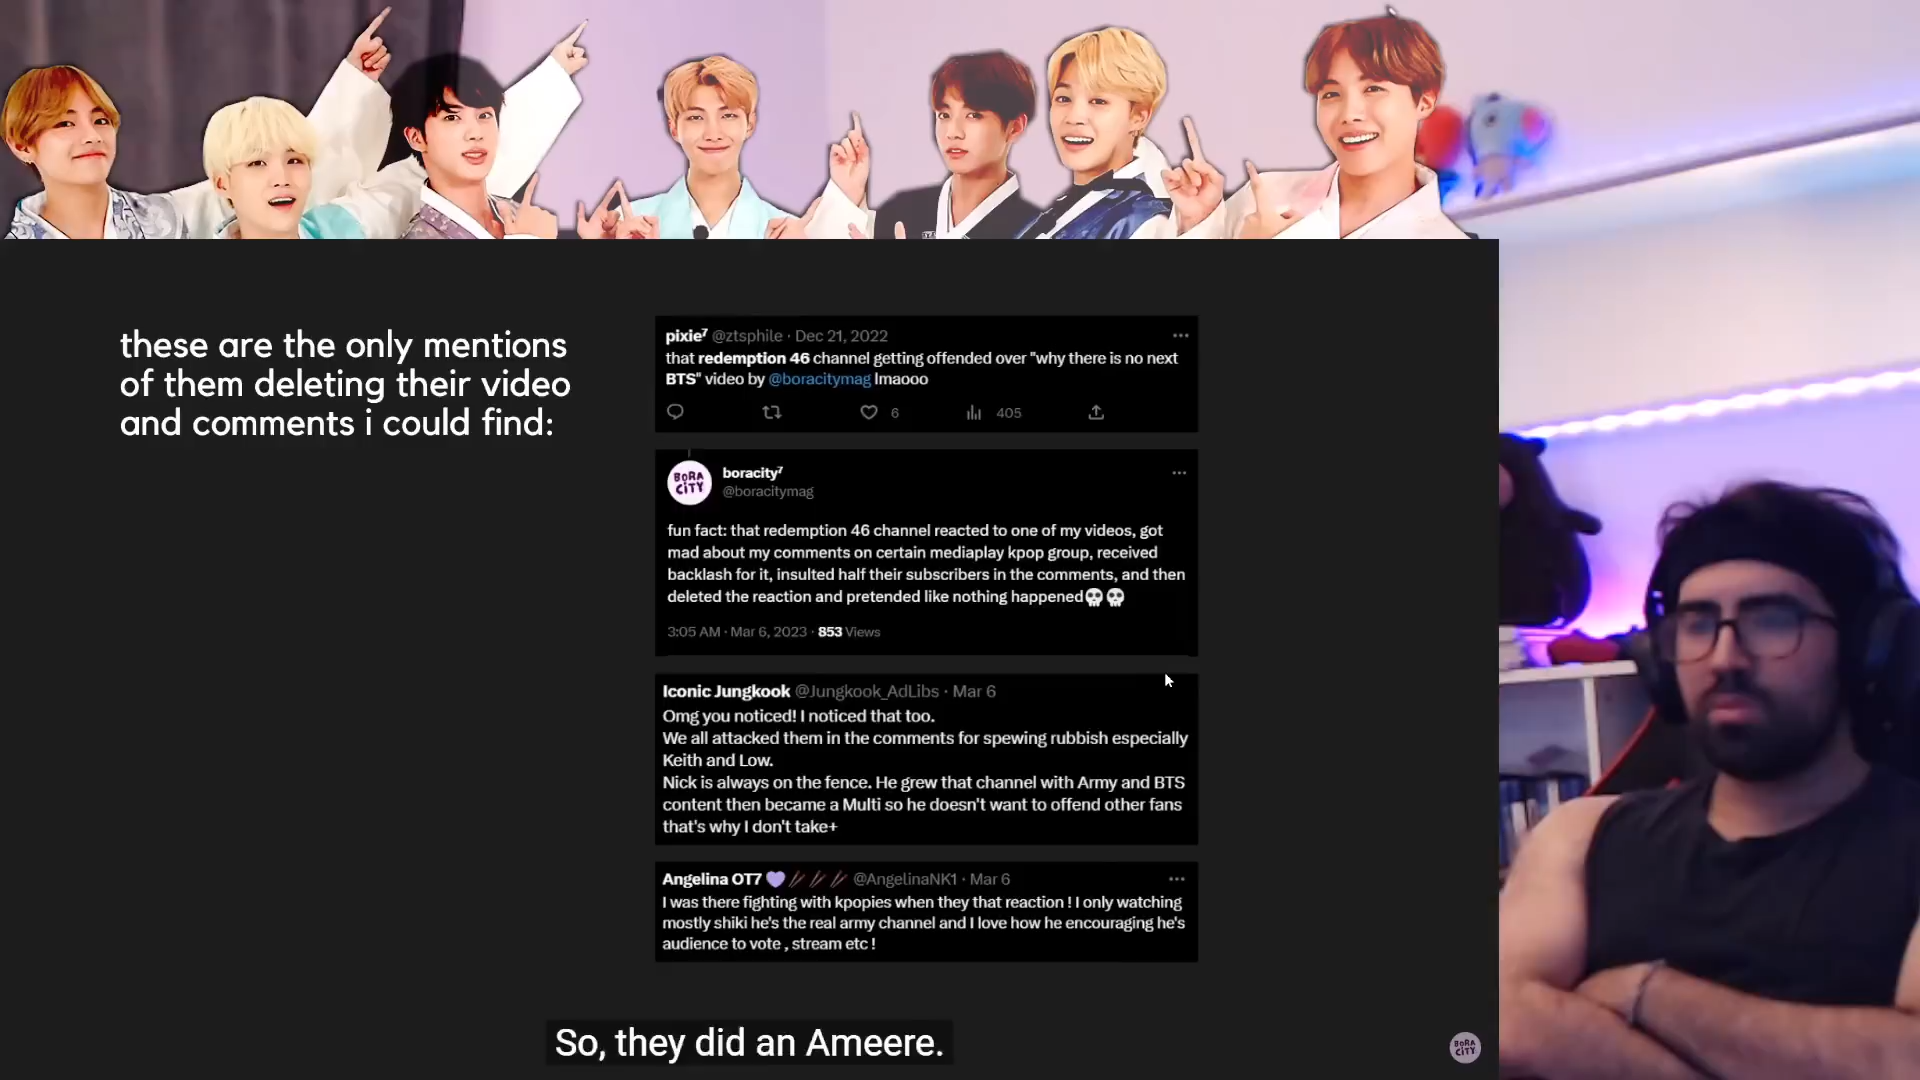 these are the only mentions
of them deleting their video
and comments i could find:
pixie⁷ @ztsphile · Dec 21, 2022
that redemption 46 channel getting offended over "why there is no next
BTS" video by @boracitymag lmaooo
6 405
BORA
CITY
boracity⁷
@boracitymag
fun fact: that redemption 46 channel reacted to one of my videos, got
mad about my comments on certain mediaplay kpop group, received
backlash for it, insulted half their subscribers in the comments, and then
deleted the reaction and pretended like nothing happened💀💀
3:05 AM · Mar 6, 2023 · 853 Views
Iconic Jungkook @Jungkook_AdLibs · Mar 6
Omg you noticed! I noticed that too.
We all attacked them in the comments for spewing rubbish especially
Keith and Low.
Nick is always on the fence. He grew that channel with Army and BTS
content then became a Multi so he doesn't want to offend other fans
that's why I don't take+
Angelina OT7 💜🥢🥢🥢 @AngelinaNK1 · Mar 6
I was there fighting with kpopies when they that reaction ! I only watching
mostly shiki he's the real army channel and I love how he encouraging he's
audience to vote , stream etc !
So, they did an Ameere.
BORA
CITY